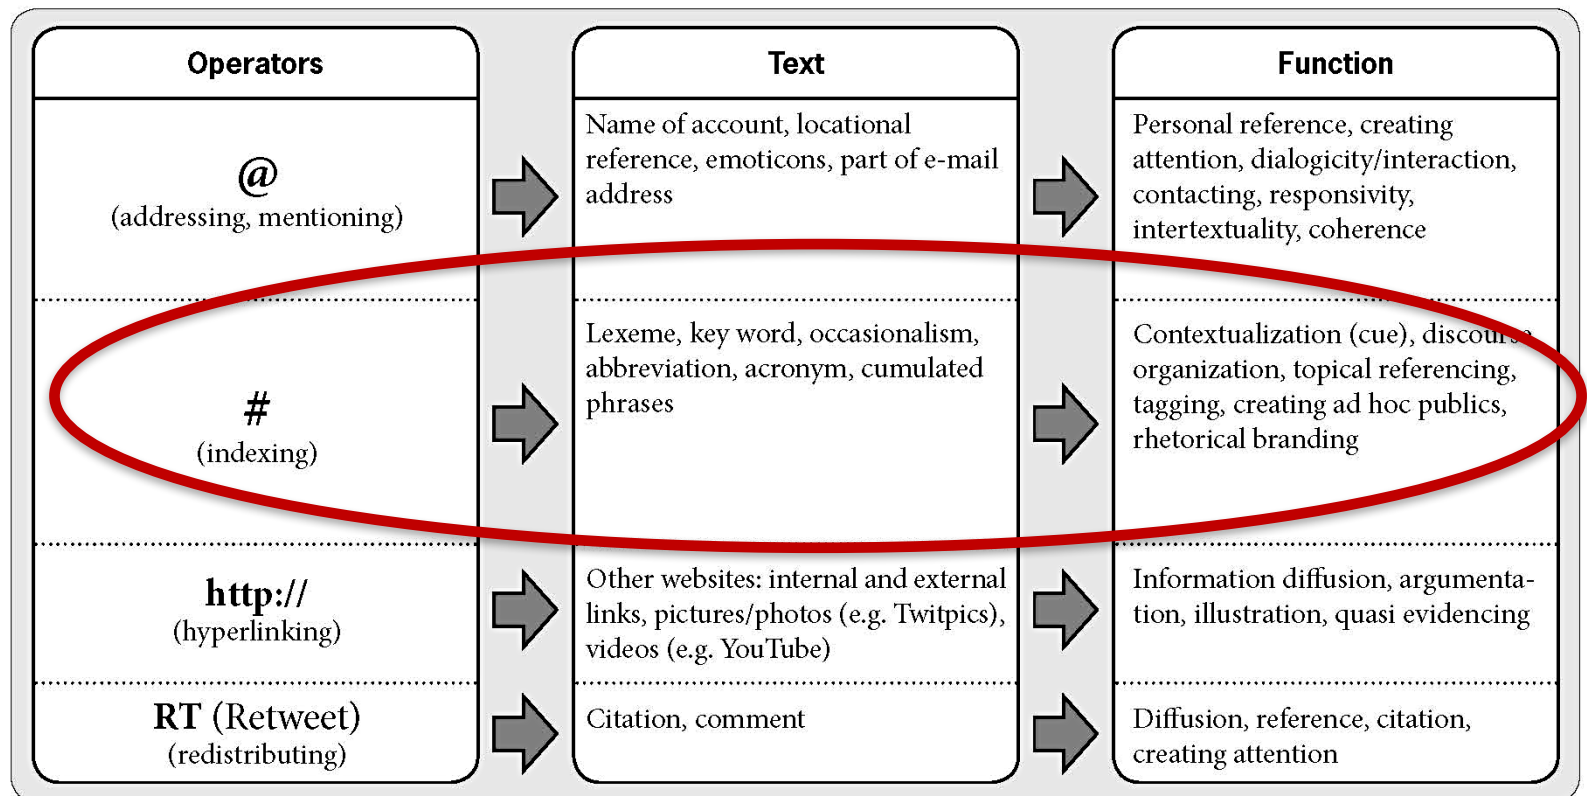 Operators
Text
Function
@
(addressing, mentioning)
Name of account, locational
reference, emoticons, part of e-mail
address
Personal reference, creating
attention, dialogicity/interaction,
contacting, responsivity,
intertextuality, coherence
#
(indexing)
Lexeme, key word, occasionalism,
abbreviation, acronym, cumulated
phrases
Contextualization (cue), discourse
organization, topical referencing,
tagging, creating ad hoc publics,
rhetorical branding
http://
(hyperlinking)
Other websites: internal and external
links, pictures/photos (e.g. Twitpics),
videos (e.g. YouTube)
Information diffusion, argumenta-
tion, illustration, quasi evidencing
RT (Retweet)
(redistributing)
Citation, comment
Diffusion, reference, citation,
creating attention